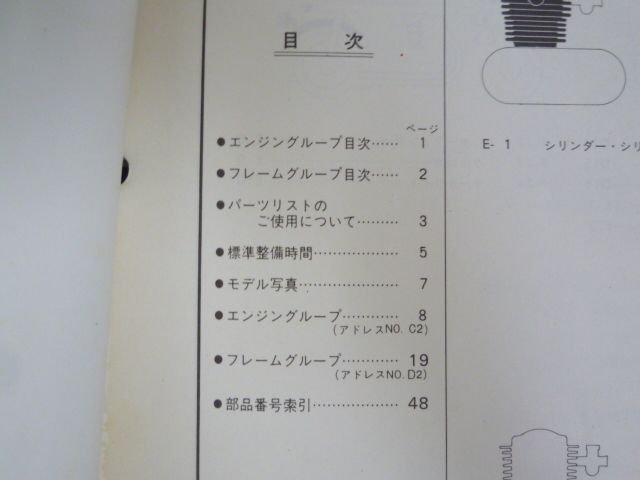 目 次
ページ
●エンジングループ目次…… 1
●フレームグループ目次…… 2
●パーツリストの
ご使用について……… 3
●標準整備時間……………… 5
●モデル写真………………… 7
●エンジングループ………… 8
(アドレスNO. C2)
●フレームグループ………… 19
(アドレスNO. D2)
●部品番号索引……………… 48
E- 1 シリンダー・シリ